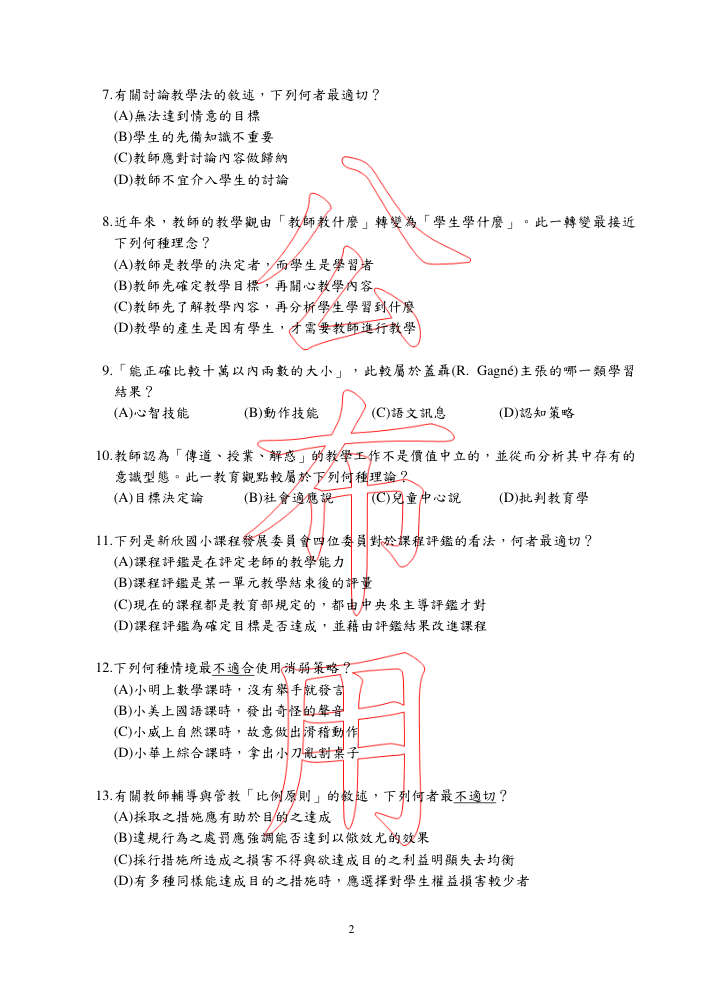 7.有關討論教學法的敘述，下列何者最適切？
(A)無法達到情意的目標
(B)學生的先備知識不重要
(C)教師應對討論內容做歸納
(D)教師不宜介入學生的討論
8.近年來，教師的教學觀由「教師教什麼」轉變為「學生學什麼」。此一轉變最接近
下列何種理念？
(A)教師是教學的決定者，而學生是學習者
(B)教師先確定教學目標，再關心教學內容
(C)教師先了解教學內容，再分析學生學習到什麼
(D)教學的產生是因有學生，才需要教師進行教學
9.「能正確比較十萬以內兩數的大小」，此較屬於蓋聶(R. Gagné)主張的哪一類學習
結果？
(A)心智技能 (B)動作技能 (C)語文訊息 (D)認知策略
10.教師認為「傳道、授業、解惑」的教學工作不是價值中立的，並從而分析其中存有的
意識型態。此一教育觀點較屬於下列何種理論？
(A)目標決定論 (B)社會適應說 (C)兒童中心說 (D)批判教育學
11.下列是新欣國小課程發展委員會四位委員對於課程評鑑的看法，何者最適切？
(A)課程評鑑是在評定老師的教學能力
(B)課程評鑑是某一單元教學結束後的評量
(C)現在的課程都是教育部規定的，都由中央來主導評鑑才對
(D)課程評鑑為確定目標是否達成，並藉由評鑑結果改進課程
12.下列何種情境最不適合使用消弱策略？
(A)小明上數學課時，沒有舉手就發言
(B)小美上國語課時，發出奇怪的聲音
(C)小威上自然課時，故意做出滑稽動作
(D)小華上綜合課時，拿出小刀亂割桌子
13.有關教師輔導與管教「比例原則」的敘述，下列何者最不適切？
(A)採取之措施應有助於目的之達成
(B)違規行為之處罰應強調能否達到以儆效尤的效果
(C)採行措施所造成之損害不得與欲達成目的之利益明顯失去均衡
(D)有多種同樣能達成目的之措施時，應選擇對學生權益損害較少者
2
公
公
布
用